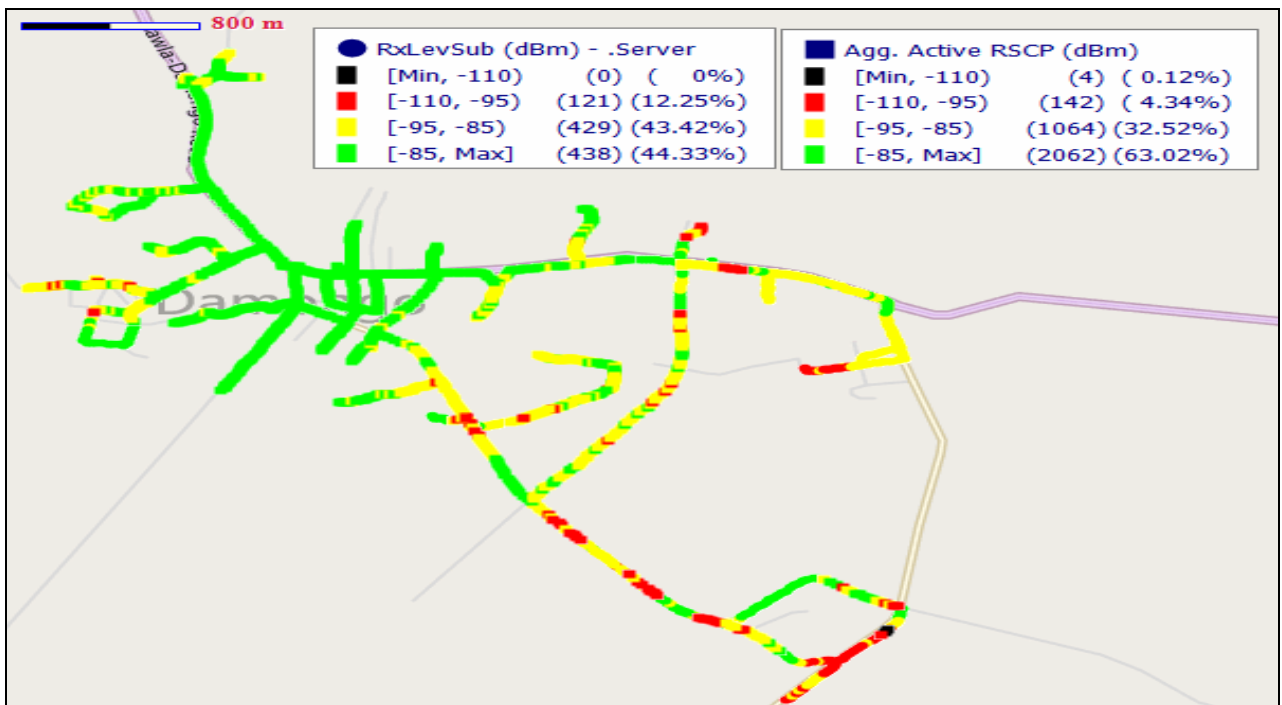 800 m
RxLevSub (dBm) - .Server
[Min, -110) (0) ( 0%)
[-110, -95) (121) (12.25%)
[-95, -85) (429) (43.42%)
[-85, Max] (438) (44.33%)
Agg. Active RSCP (dBm)
[Min, -110) (4) ( 0.12%)
[-110, -95) (142) ( 4.34%)
[-95, -85) (1064) (32.52%)
[-85, Max] (2062) (63.02%)
Damongo